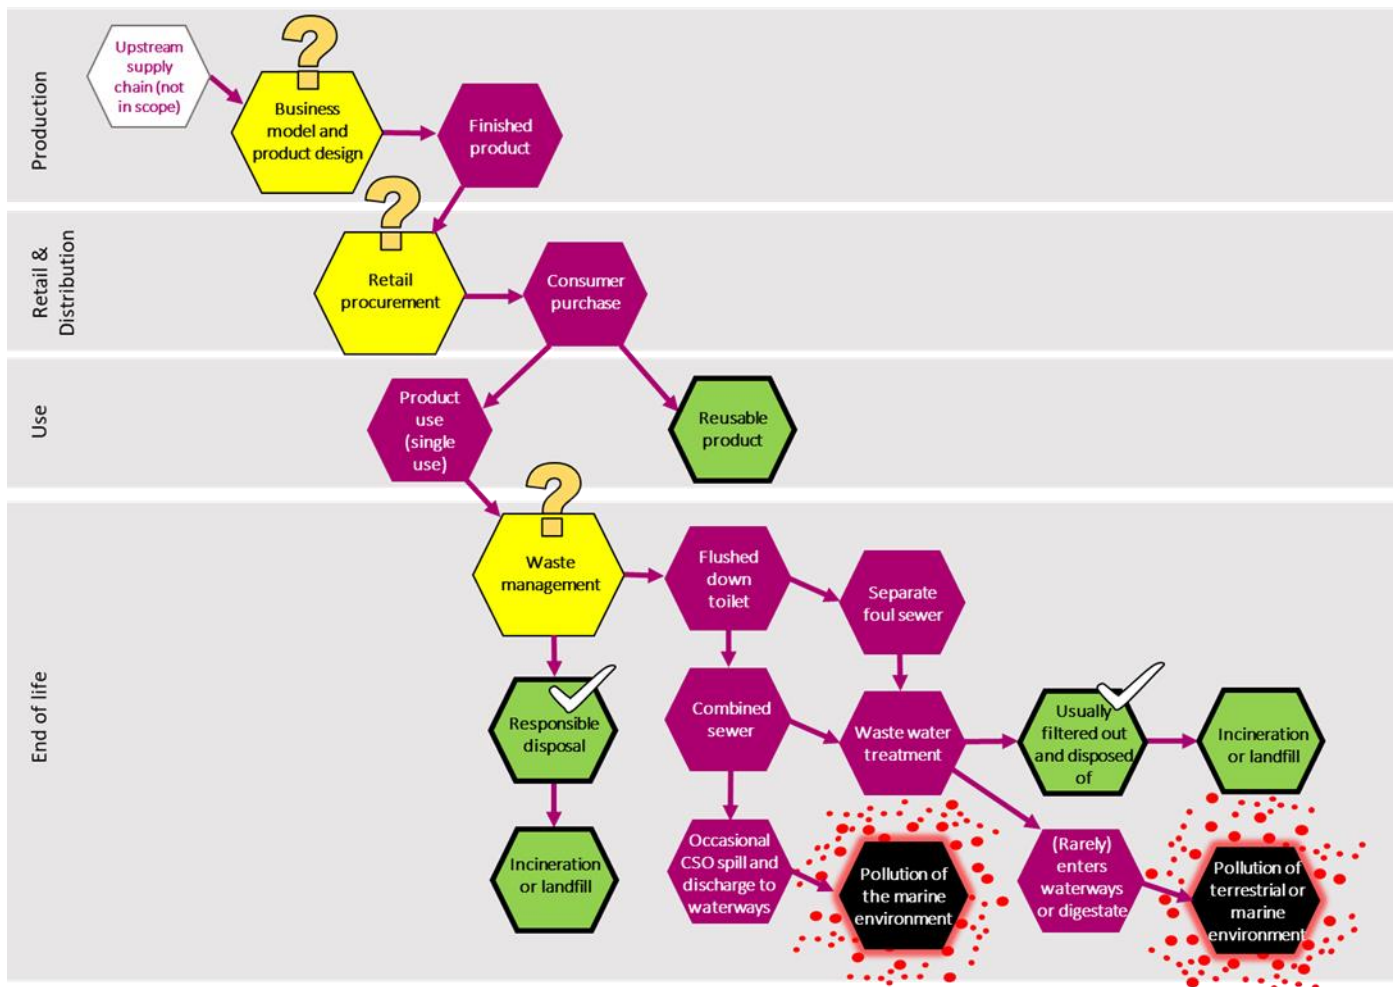 Production
Upstream
supply
chain (not
in scope)
?
Business
model and
product design
Finished
product
Retail &
Distribution
?
Retail
procurement
Consumer
purchase
Use
Product
use
(single
use)
Reusable
product
End of life
?
Waste
management
Flushed
down
toilet
Separate
foul sewer
Responsible
disposal
Combined
sewer
Waste water
treatment
Usually
filtered out
and disposed
of
Incineration
or landfill
Incineration
or landfill
Occasional
CSO spill and
discharge to
waterways
Pollution of
the marine
environment
(Rarely)
enters
waterways
or digestate
Pollution of
terrestrial or
marine
environment